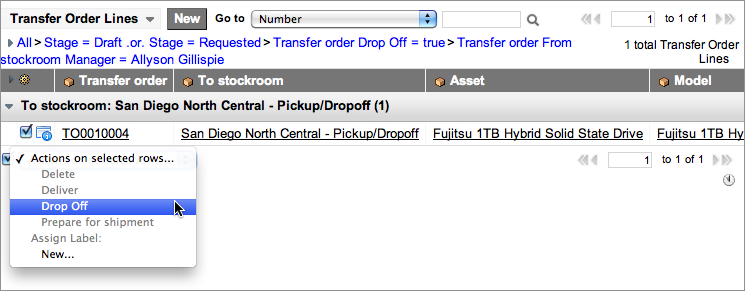 Transfer Order Lines New Go to Number 1 to 1 of 1
All > Stage = Draft .or. Stage = Requested > Transfer order Drop Off = true > Transfer order From
stockroom Manager = Allyson Gillispie
1 total Transfer Order
Lines
Transfer order To stockroom Asset Model
To stockroom: San Diego North Central - Pickup/Dropoff (1)
TO0010004 San Diego North Central - Pickup/Dropoff Fujitsu 1TB Hybrid Solid State Drive Fujitsu 1TB Hy
✓ Actions on selected rows... 1 to 1 of 1
Delete
Deliver
Drop Off
Prepare for shipment
Assign Label:
New...